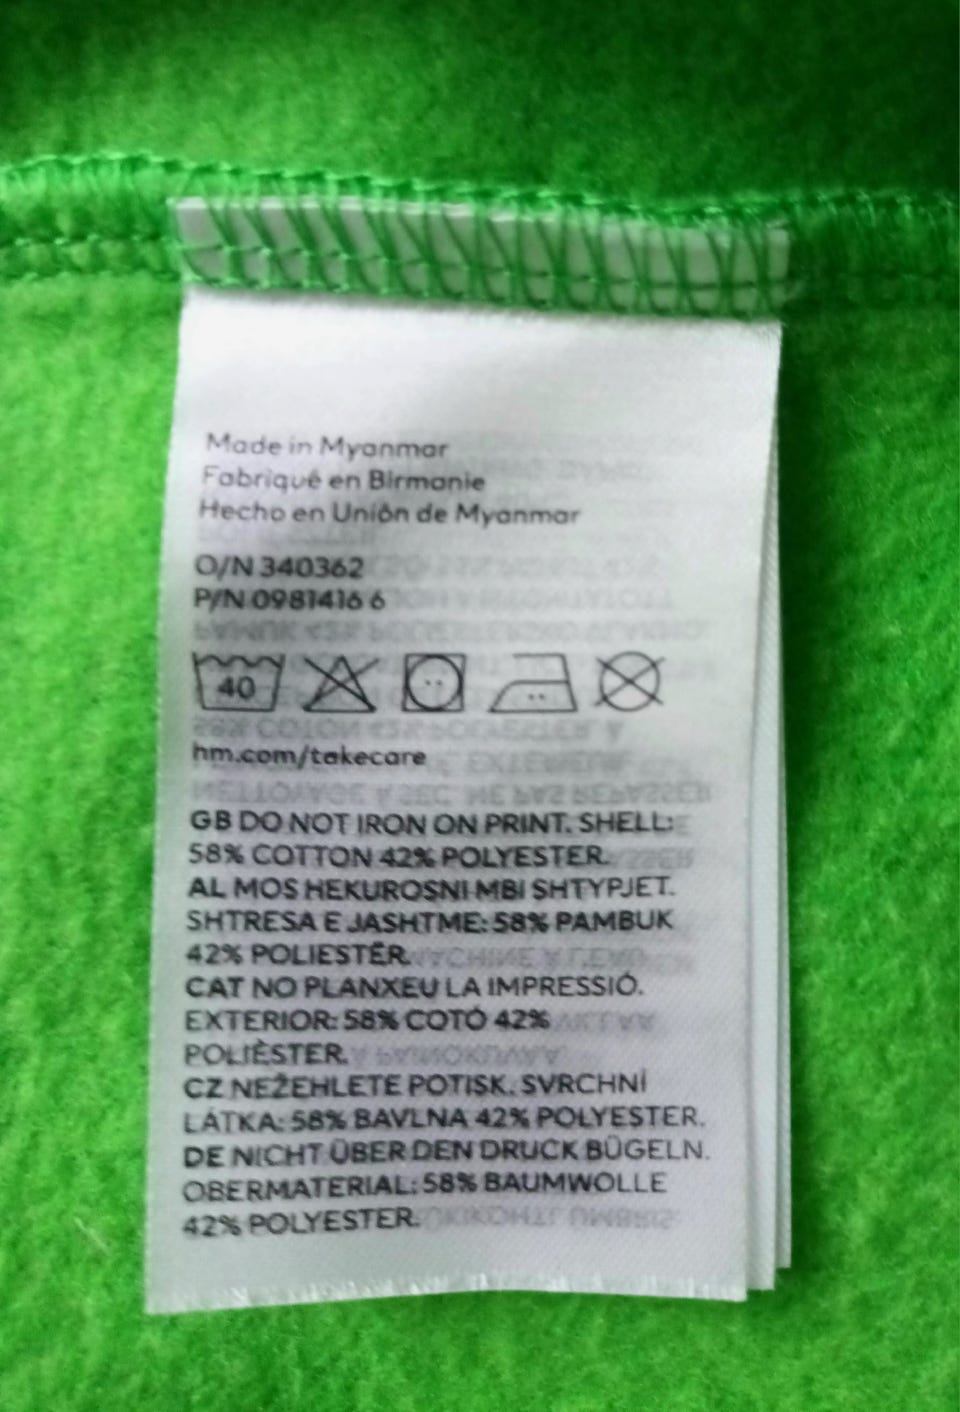 Made in Myanmar
Fabriqué en Birmanie
Hecho en Uniôn de Myanmar
O/N 340362
P/N 0981416 6
40
hm.com/takecare
GB DO NOT IRON ON PRINT. SHELL:
58% COTTON 42% POLYESTER.
AL MOS HEKUROSNI MBI SHTYPJET.
SHTRESA E JASHTME: 58% PAMBUK
42% POLIESTËR.
CAT NO PLANXEU LA IMPRESSIÓ.
EXTERIOR: 58% COTÓ 42%
POLIÈSTER.
CZ NEŽEHLETE POTISK. SVRCHNÍ
LÁTKA: 58% BAVLNA 42% POLYESTER.
DE NICHT ÜBER DEN DRUCK BÜGELN.
OBERMATERIAL: 58% BAUMWOLLE
42% POLYESTER.